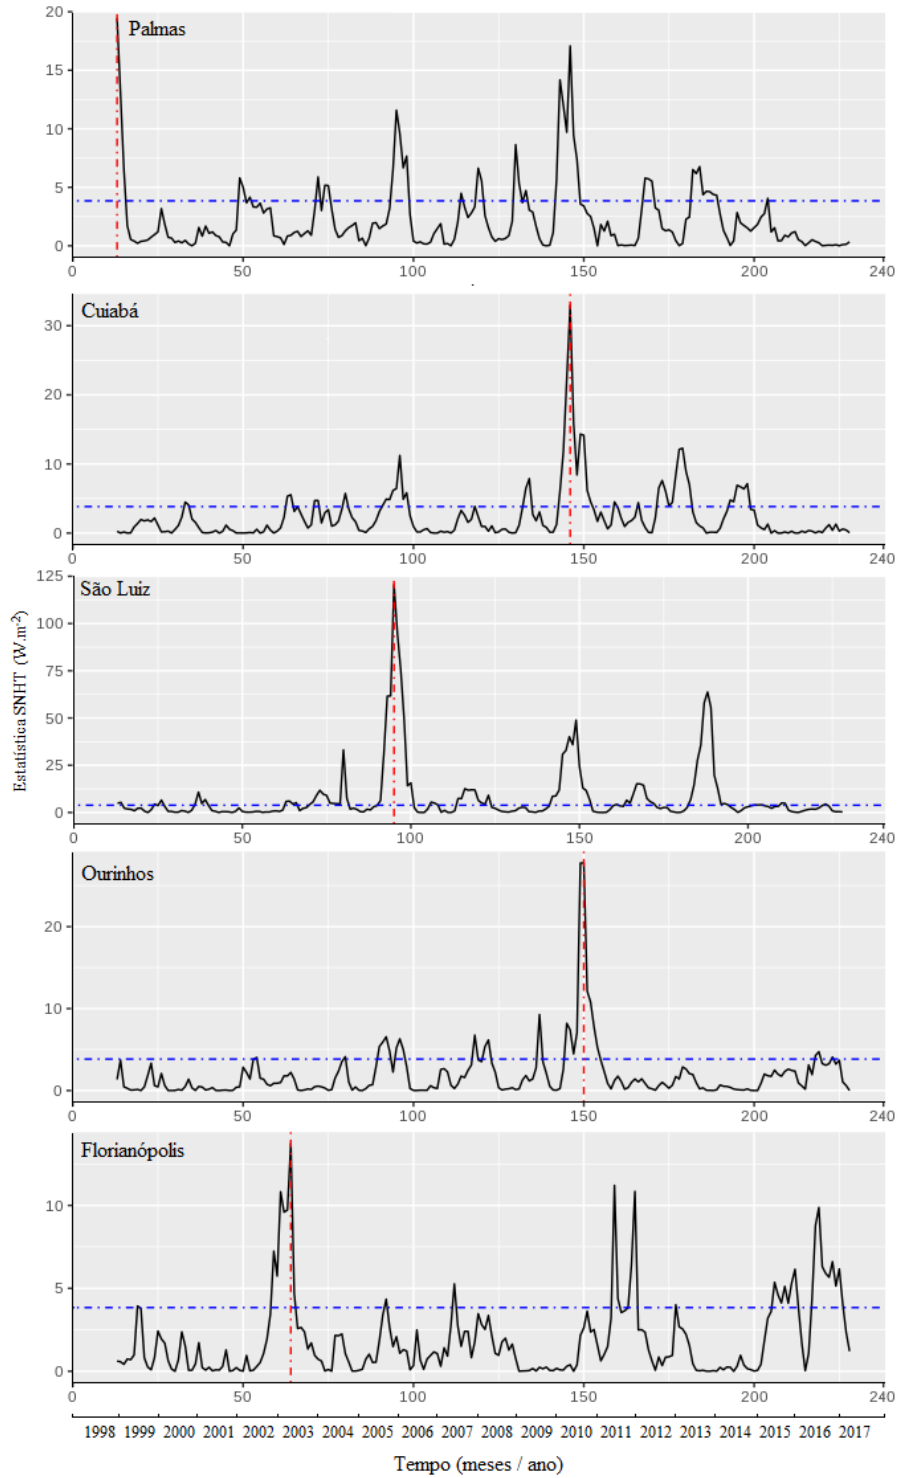 Palmas
20
15
10
5
0
0 50 100 150 200 240
Cuiabá
30
20
10
0
0 50 100 150 200 240
São Luiz
125
100
75
50
25
0
0 50 100 150 200 240
Estatística SNHT (W.m-2)
Ourinhos
20
10
0
0 50 100 150 200 240
Florianópolis
10
5
0
0 50 100 150 200 240
1998 1999 2000 2001 2002 2003 2004 2005 2006 2007 2008 2009 2010 2011 2012 2013 2014 2015 2016 2017
Tempo (meses / ano)